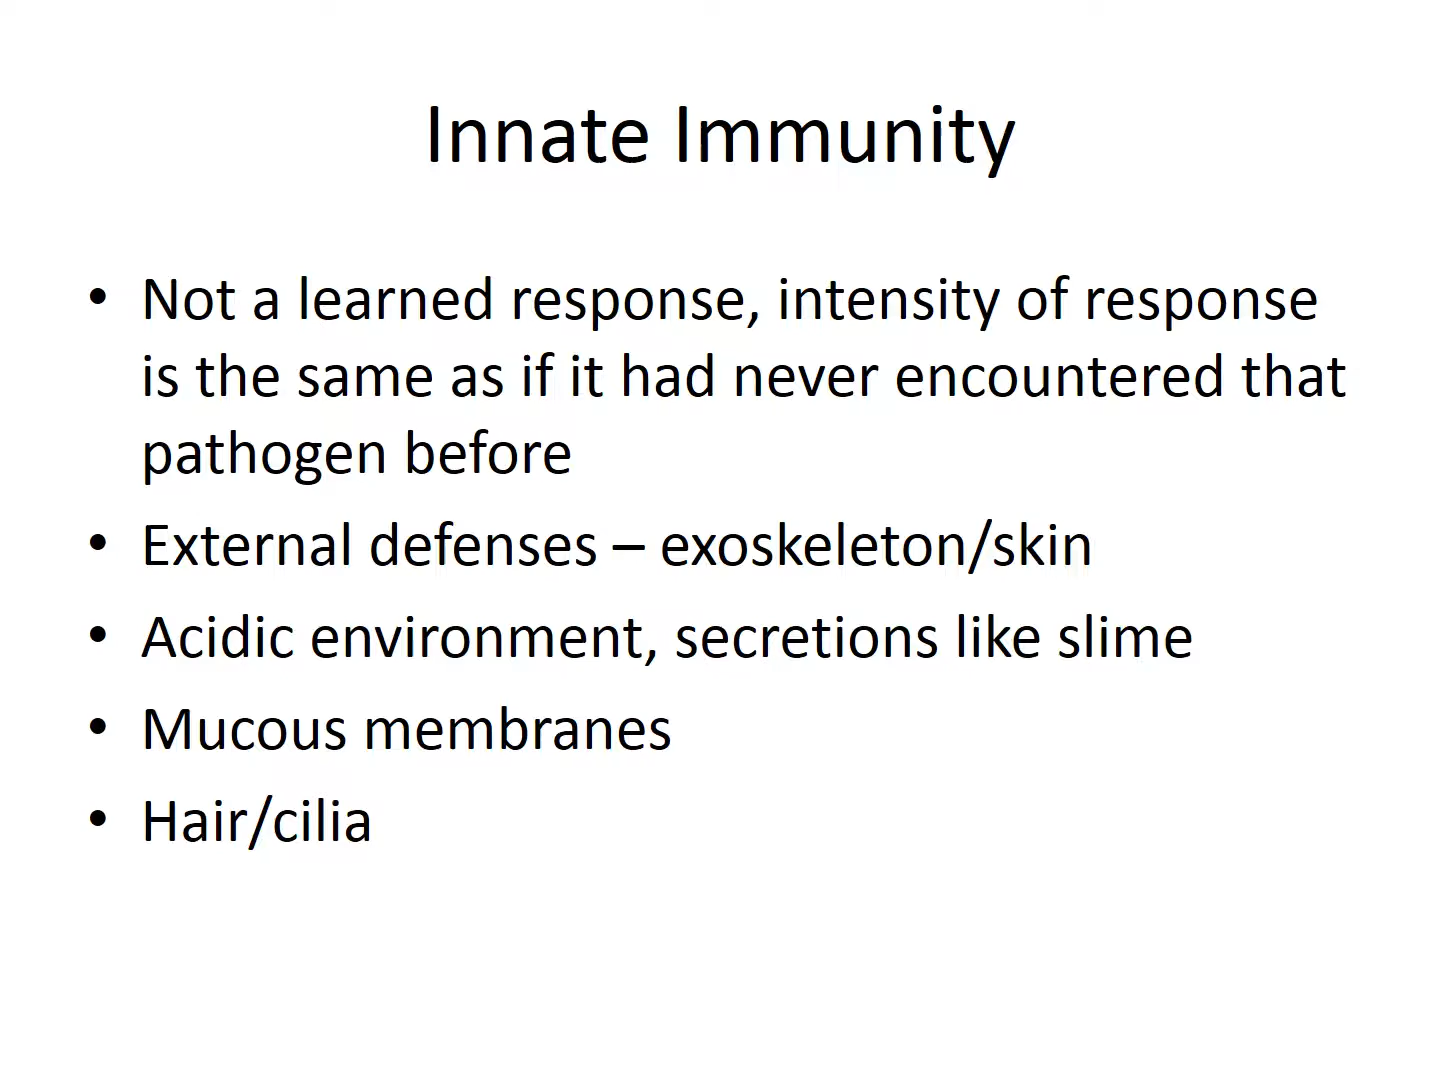 Innate Immunity
• Not a learned response, intensity of response
is the same as if it had never encountered that
pathogen before
• External defenses – exoskeleton/skin
• Acidic environment, secretions like slime
• Mucous membranes
• Hair/cilia